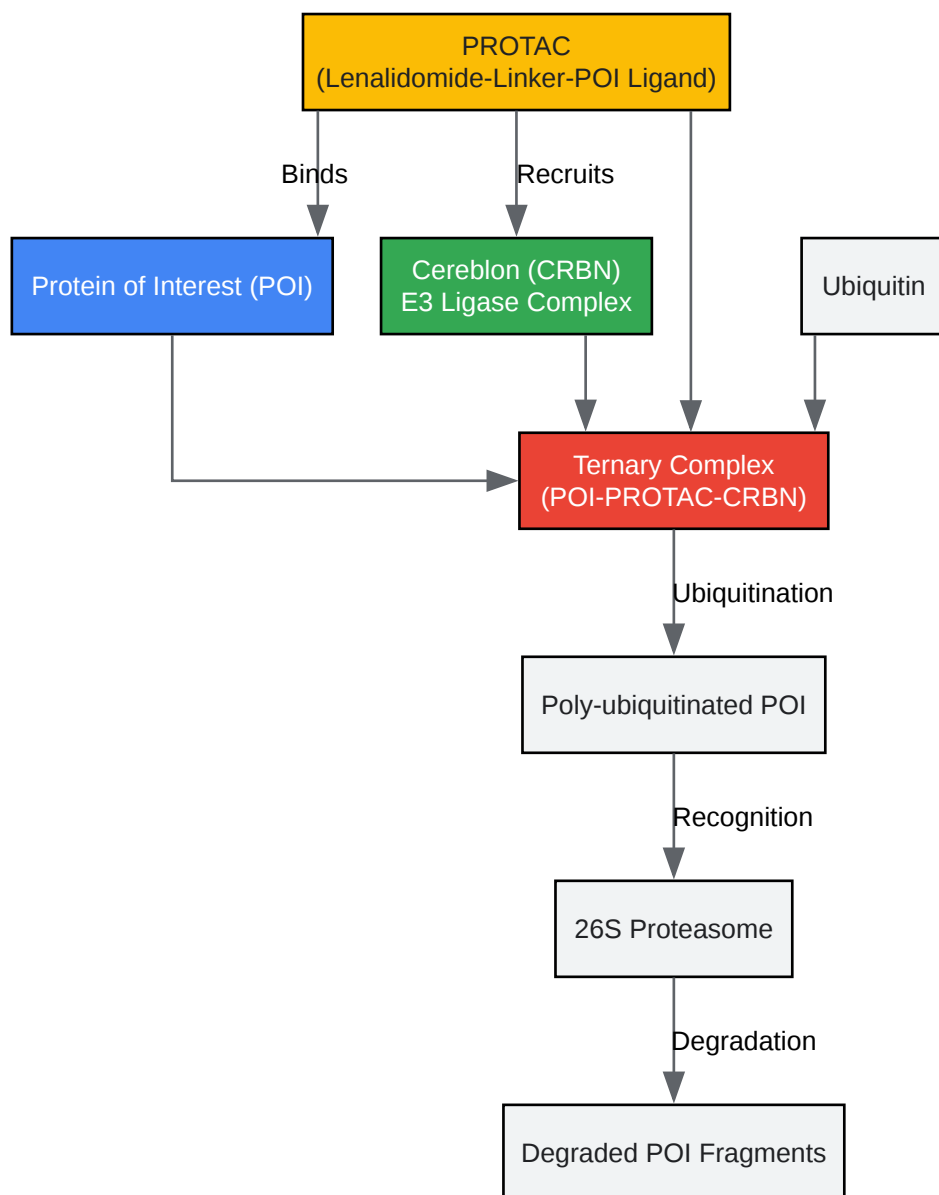 PROTAC
(Lenalidomide-Linker-POI Ligand)
Binds
Recruits
Protein of Interest (POI)
Cereblon (CRBN)
E3 Ligase Complex
Ubiquitin
Ternary Complex
(POI-PROTAC-CRBN)
Ubiquitination
Poly-ubiquitinated POI
Recognition
26S Proteasome
Degradation
Degraded POI Fragments